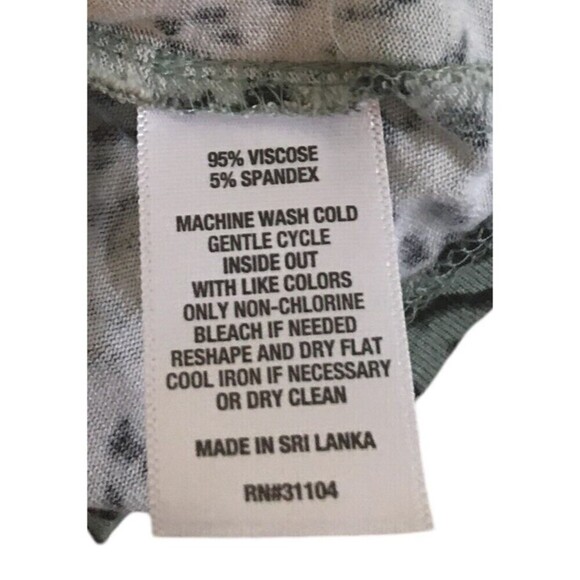 95% VISCOSE
5% SPANDEX
MACHINE WASH COLD
GENTLE CYCLE
INSIDE OUT
WITH LIKE COLORS
ONLY NON-CHLORINE
BLEACH IF NEEDED
RESHAPE AND DRY FLAT
COOL IRON IF NECESSARY
OR DRY CLEAN
MADE IN SRI LANKA
RN#31104